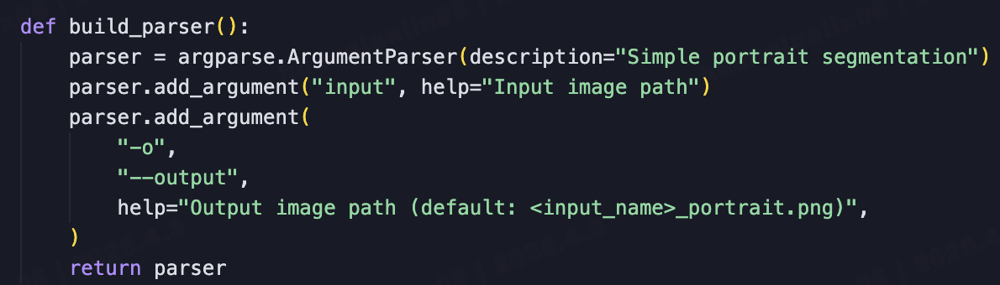 def build_parser():
    parser = argparse.ArgumentParser(description="Simple portrait segmentation")
    parser.add_argument("input", help="Input image path")
    parser.add_argument(
        "-o",
        "--output",
        help="Output image path (default: <input_name>_portrait.png)",
    )
    return parser